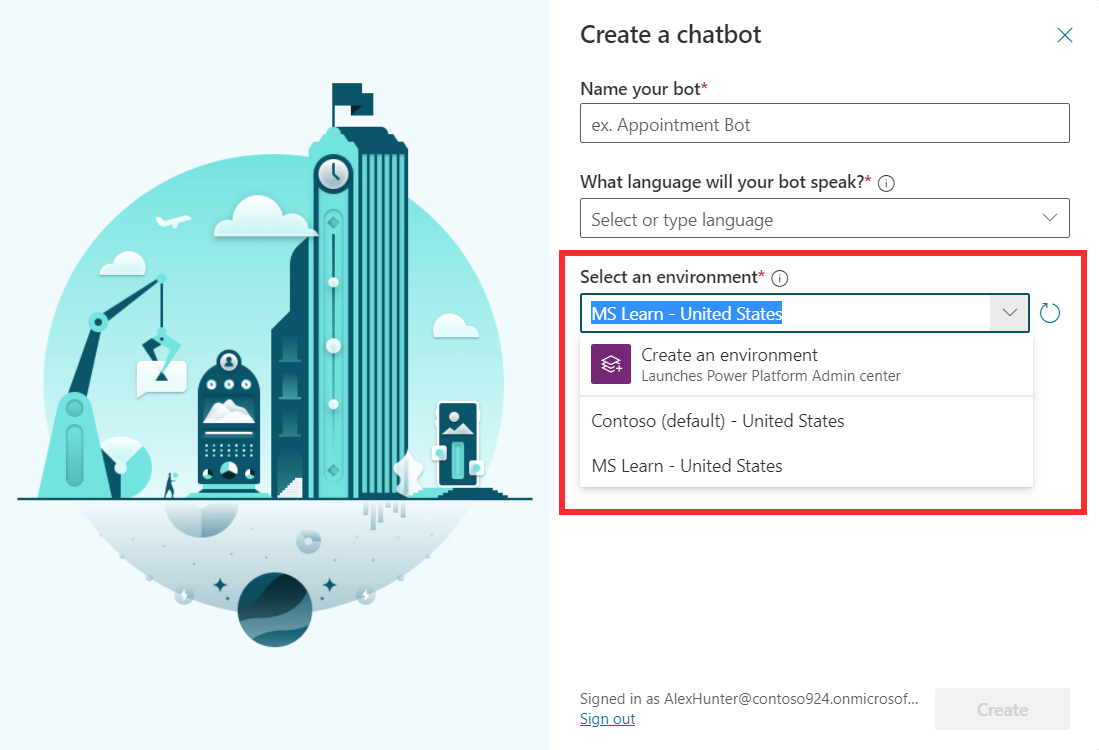 Create a chatbot
Name your bot*
ex. Appointment Bot
What language will your bot speak?*
Select or type language
Select an environment*
MS Learn - United States
Create an environment
Launches Power Platform Admin center
Contoso (default) - United States
MS Learn - United States
Signed in as AlexHunter@contoso924.onmicrosof...
Sign out
Create